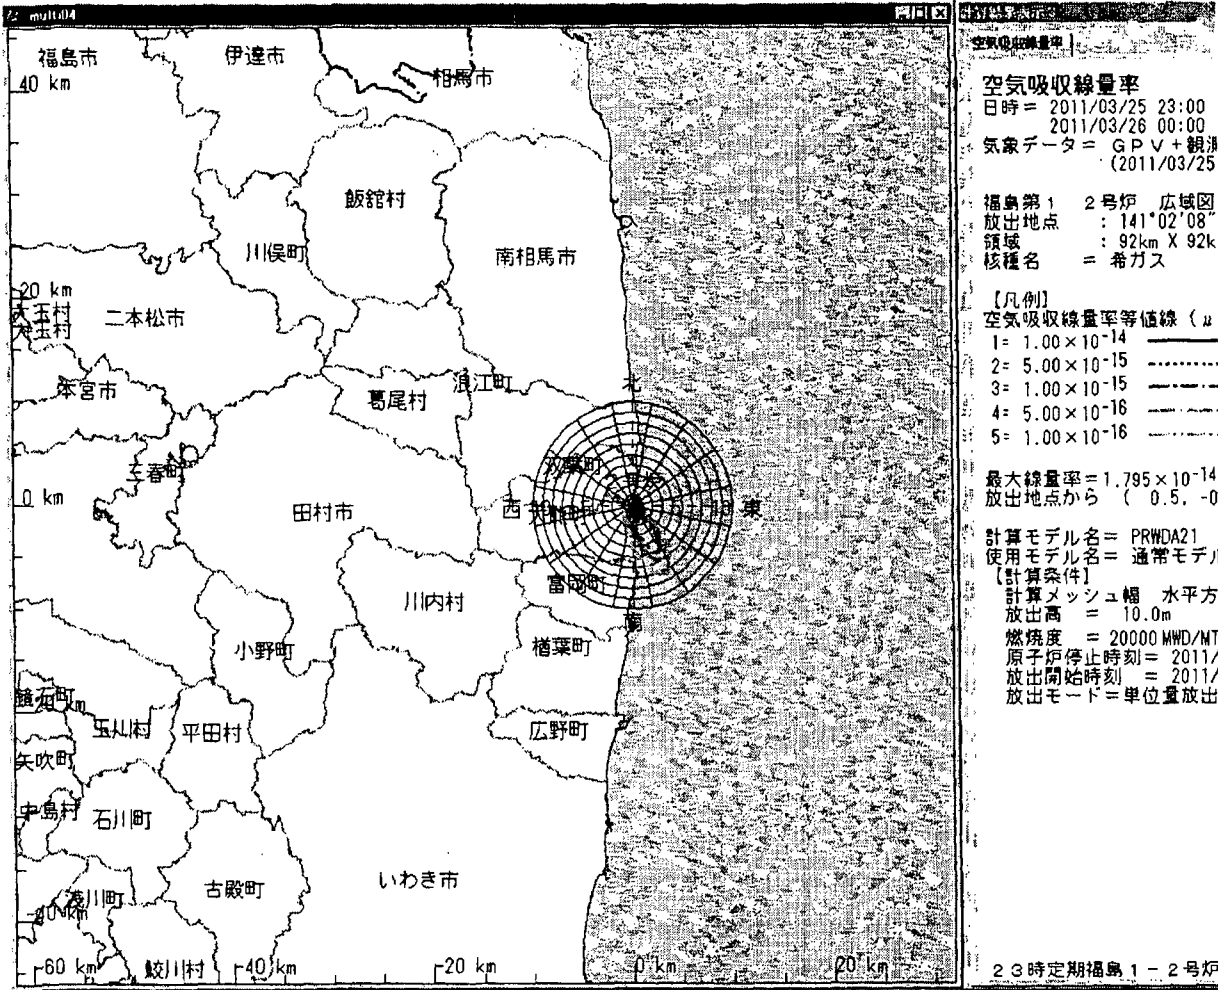 福島市
伊達市
相馬市
40 km
飯舘村
川俣町
南相馬市
20 km
大玉村
二本松市
本宮市
葛尾村
浪江町
北
三春町
双葉町
0 km
田村市
西
東
富岡町
川内村
南
小野町
楢葉町
鏡石町
玉川村
平田村
広野町
矢吹町
中島村
石川町
浅川町
古殿町
いわき市
-40 km
鮫川村
-60 km
-40 km
-20 km
0 km
20 km
空気吸収線量率
空気吸収線量率
日時= 2011/03/25 23:00
2011/03/26 00:00
気象データ= GPV+観測
(2011/03/25
福島第1 2号炉 広域図
放出地点 : 141°02'08"
領域 : 92km X 92k
核種名 = 希ガス
【凡例】
空気吸収線量率等値線 (μ
1= 1.00×10⁻¹⁴
2= 5.00×10⁻¹⁵
3= 1.00×10⁻¹⁵
4= 5.00×10⁻¹⁶
5= 1.00×10⁻¹⁶
最大線量率=1.795×10⁻¹⁴
放出地点から ( 0.5. -0
計算モデル名= PRWDA21
使用モデル名= 通常モデル
【計算条件】
計算メッシュ幅 水平方
放出高 = 10.0m
燃焼度 = 20000MWD/MT
原子炉停止時刻= 2011/
放出開始時刻 = 2011/
放出モード=単位量放出
23時定期福島1-2号炉